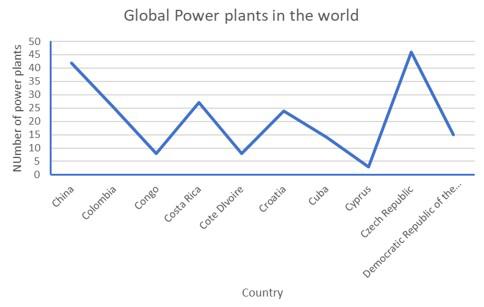 Global Power plants in the world
NUmber of power plants
50
45
40
35
30
25
20
15
10
5
0
China
Colombia
Congo
Costa Rica
Cote DIvoire
Croatia
Cuba
Cyprus
Czech Republic
Democratic Republic of the...
Country